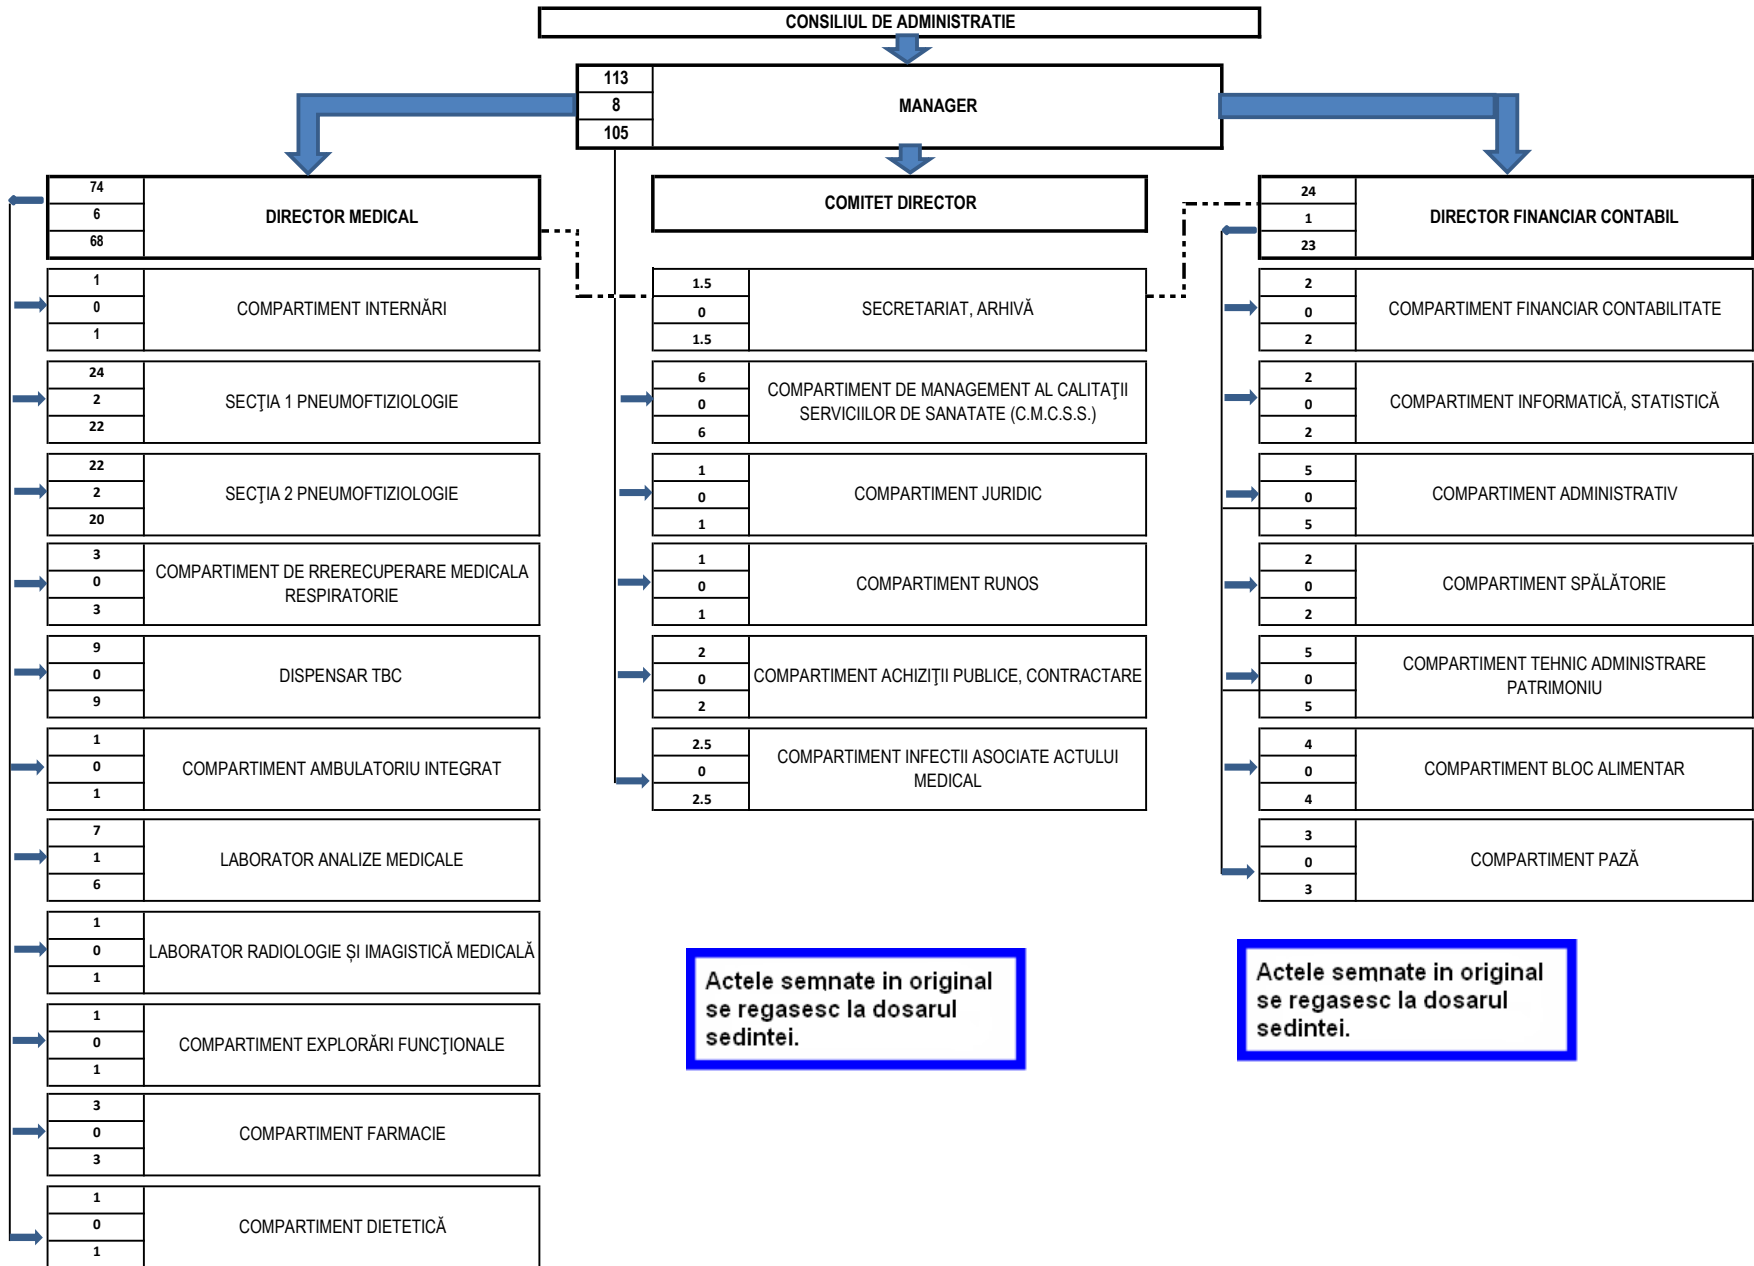 CONSILIUL DE ADMINISTRATIE
113
8
105
MANAGER
74
6
68
DIRECTOR MEDICAL
COMITET DIRECTOR
24
1
23
DIRECTOR FINANCIAR CONTABIL
1
0
1
COMPARTIMENT INTERNĂRI
24
2
22
SECŢIA 1 PNEUMOFTIZIOLOGIE
22
2
20
SECŢIA 2 PNEUMOFTIZIOLOGIE
3
0
3
COMPARTIMENT DE RRERECUPERARE MEDICALA
RESPIRATORIE
9
0
9
DISPENSAR TBC
1
0
1
COMPARTIMENT AMBULATORIU INTEGRAT
7
1
6
LABORATOR ANALIZE MEDICALE
1
0
1
LABORATOR RADIOLOGIE ȘI IMAGISTICĂ MEDICALĂ
1
0
1
COMPARTIMENT EXPLORĂRI FUNCŢIONALE
3
0
3
COMPARTIMENT FARMACIE
1
0
1
COMPARTIMENT DIETETICĂ
1.5
0
1.5
SECRETARIAT, ARHIVĂ
6
0
6
COMPARTIMENT DE MANAGEMENT AL CALITAŢII
SERVICIILOR DE SANATATE (C.M.C.S.S.)
1
0
1
COMPARTIMENT JURIDIC
1
0
1
COMPARTIMENT RUNOS
2
0
2
COMPARTIMENT ACHIZIŢII PUBLICE, CONTRACTARE
2.5
0
2.5
COMPARTIMENT INFECTII ASOCIATE ACTULUI
MEDICAL
2
0
2
COMPARTIMENT FINANCIAR CONTABILITATE
2
0
2
COMPARTIMENT INFORMATICĂ, STATISTICĂ
5
0
5
COMPARTIMENT ADMINISTRATIV
2
0
2
COMPARTIMENT SPĂLĂTORIE
5
0
5
COMPARTIMENT TEHNIC ADMINISTRARE
PATRIMONIU
4
0
4
COMPARTIMENT BLOC ALIMENTAR
3
0
3
COMPARTIMENT PAZĂ
Actele semnate in original
se regasesc la dosarul
sedintei.
Actele semnate in original
se regasesc la dosarul
sedintei.